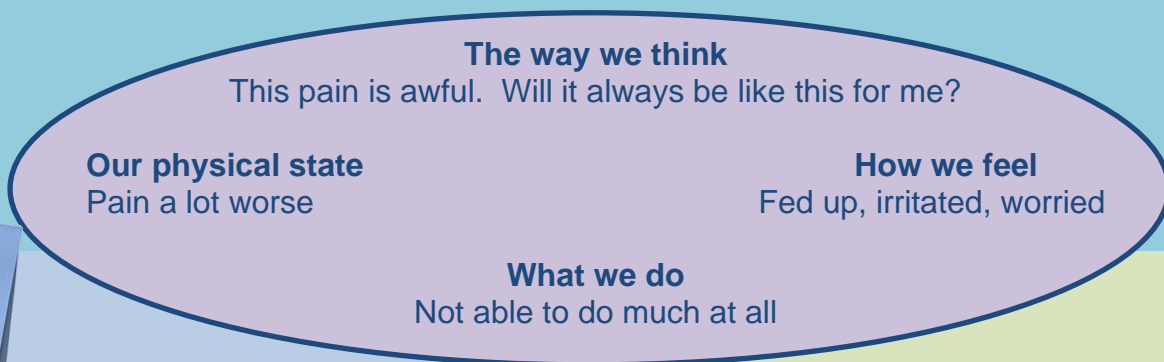 The way we think
This pain is awful.  Will it always be like this for me?
Our physical state
Pain a lot worse
How we feel
Fed up, irritated, worried
What we do
Not able to do much at all